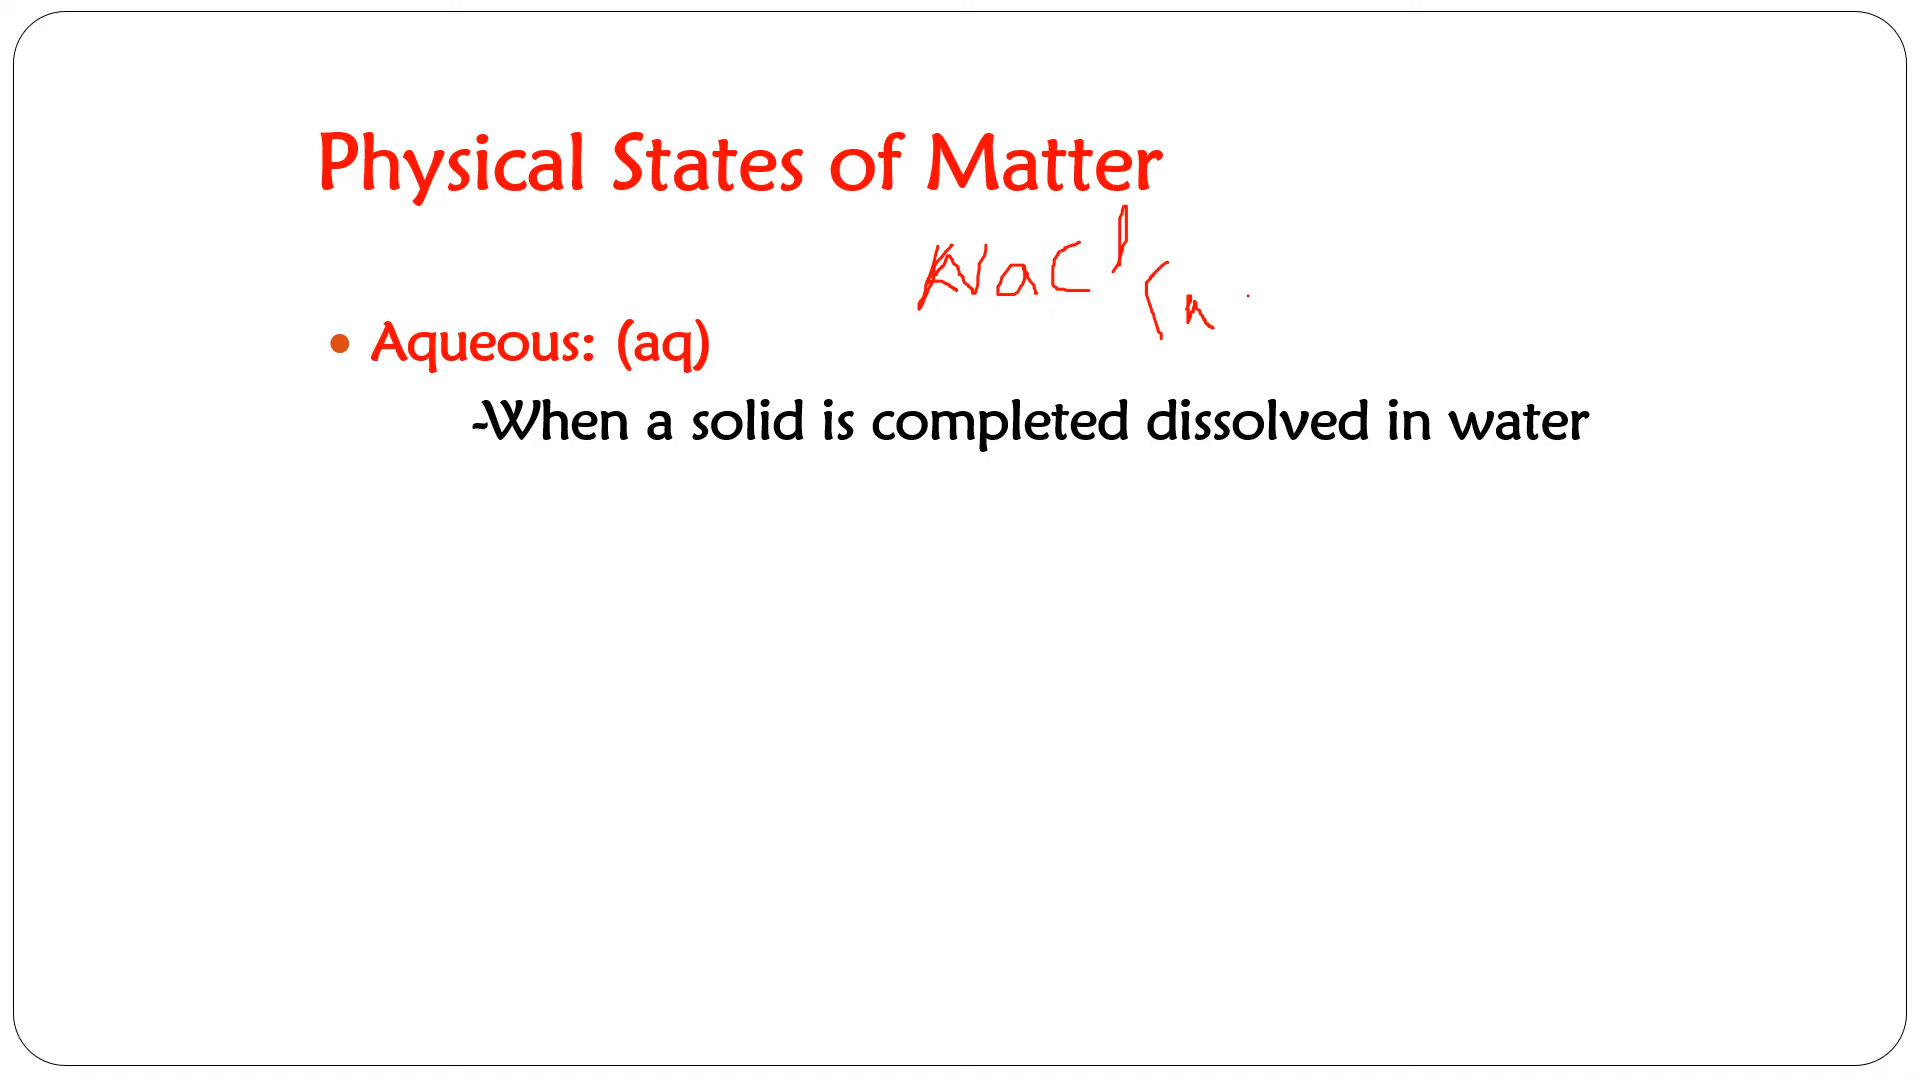 Physical States of Matter
NaCl (a
• Aqueous: (aq)
-When a solid is completed dissolved in water